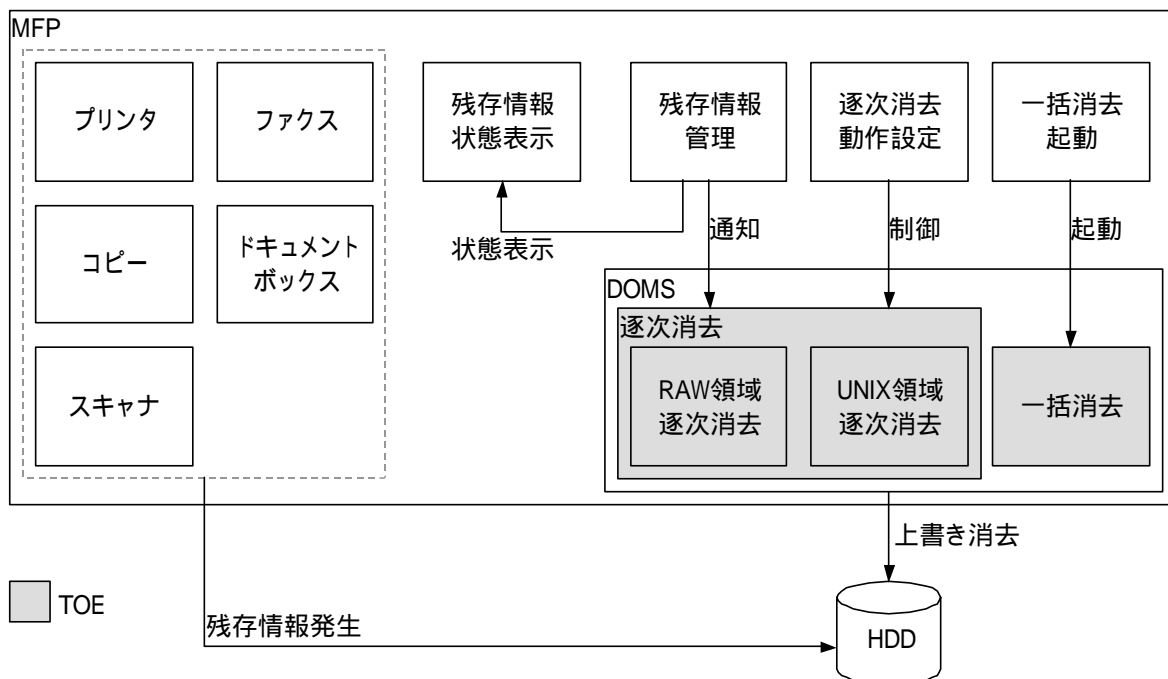 MFP
プリンタ
ファクス
コピー
ドキュメント
ボックス
スキャナ
残存情報
状態表示
残存情報
管理
逐次消去
動作設定
一括消去
起動
状態表示
通知
制御
起動
DOMS
逐次消去
RAW領域
逐次消去
UNIX領域
逐次消去
一括消去
上書き消去
TOE
残存情報発生
HDD